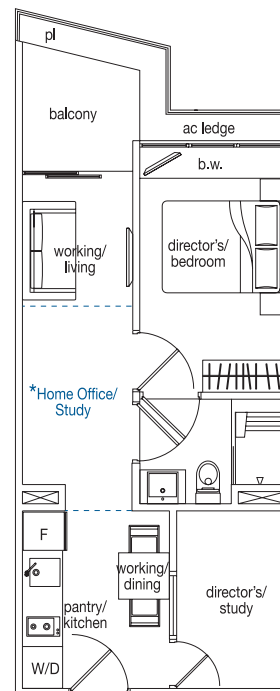 pl
balcony
ac ledge
b.w.
working/
living
director's/
bedroom
*Home Office/
Study
F
working/
dining
pantry/
kitchen
director's/
study
W/D